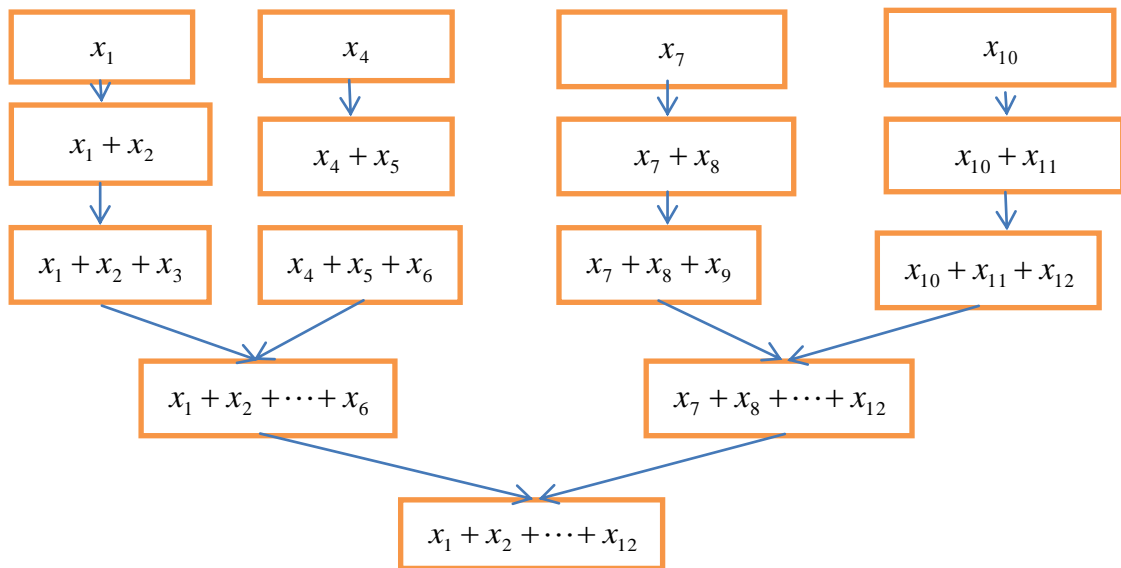 x₁ x₄ x₇ x₁₀
x₁ + x₂ x₄ + x₅ x₇ + x₈ x₁₀ + x₁₁
x₁ + x₂ + x₃ x₄ + x₅ + x₆ x₇ + x₈ + x₉ x₁₀ + x₁₁ + x₁₂
x₁ + x₂ + ⋯ + x₆ x₇ + x₈ + ⋯ + x₁₂
x₁ + x₂ + ⋯ + x₁₂